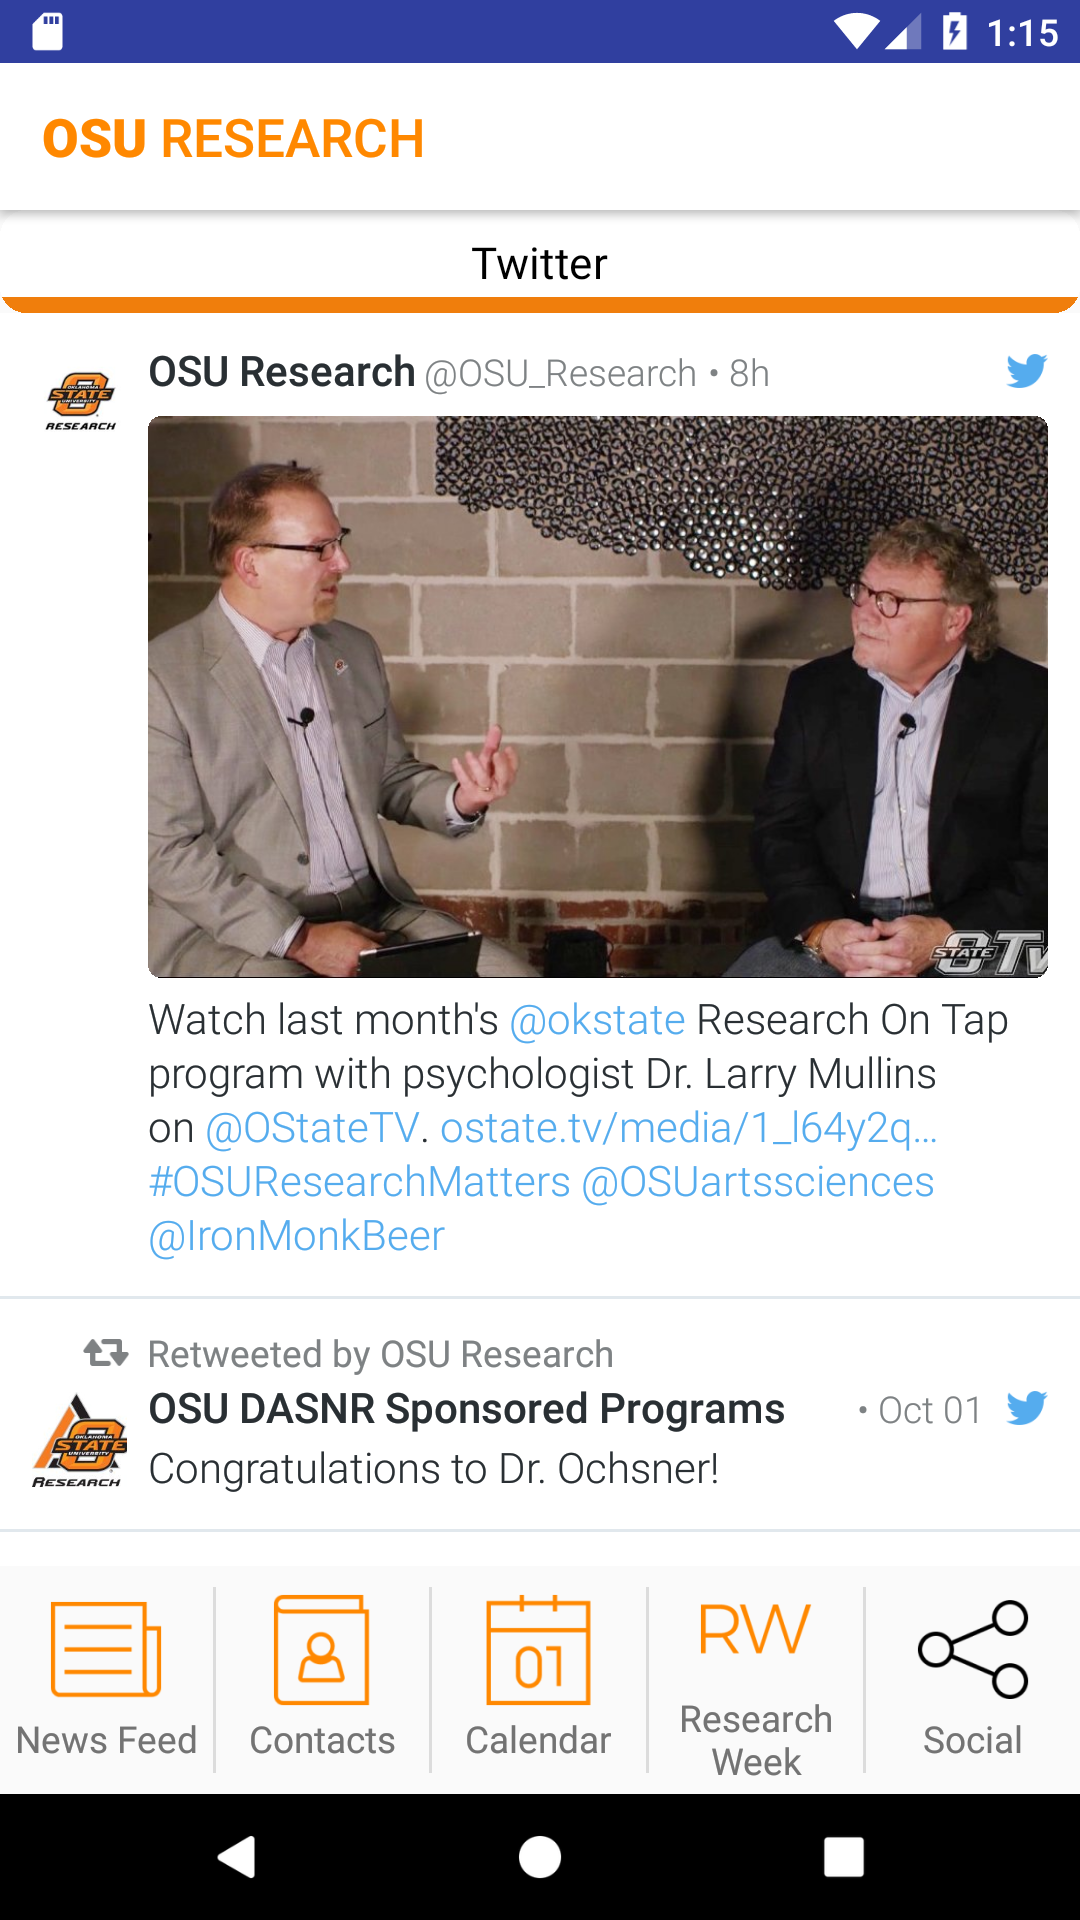 1:15
OSU RESEARCH
Twitter
OSU Research @OSU_Research • 8h
OKLAHOMA
STATE
UNIVERSITY
RESEARCH
STATE TV
Watch last month's @okstate Research On Tap
program with psychologist Dr. Larry Mullins
on @OStateTV. ostate.tv/media/1_l64y2q…
#OSUResearchMatters @OSUartssciences
@IronMonkBeer
Retweeted by OSU Research
OSU DASNR Sponsored Programs • Oct 01
OKLAHOMA
STATE
UNIVERSITY
RESEARCH
Congratulations to Dr. Ochsner!
01
RW
News Feed
Contacts
Calendar
Research
Week
Social